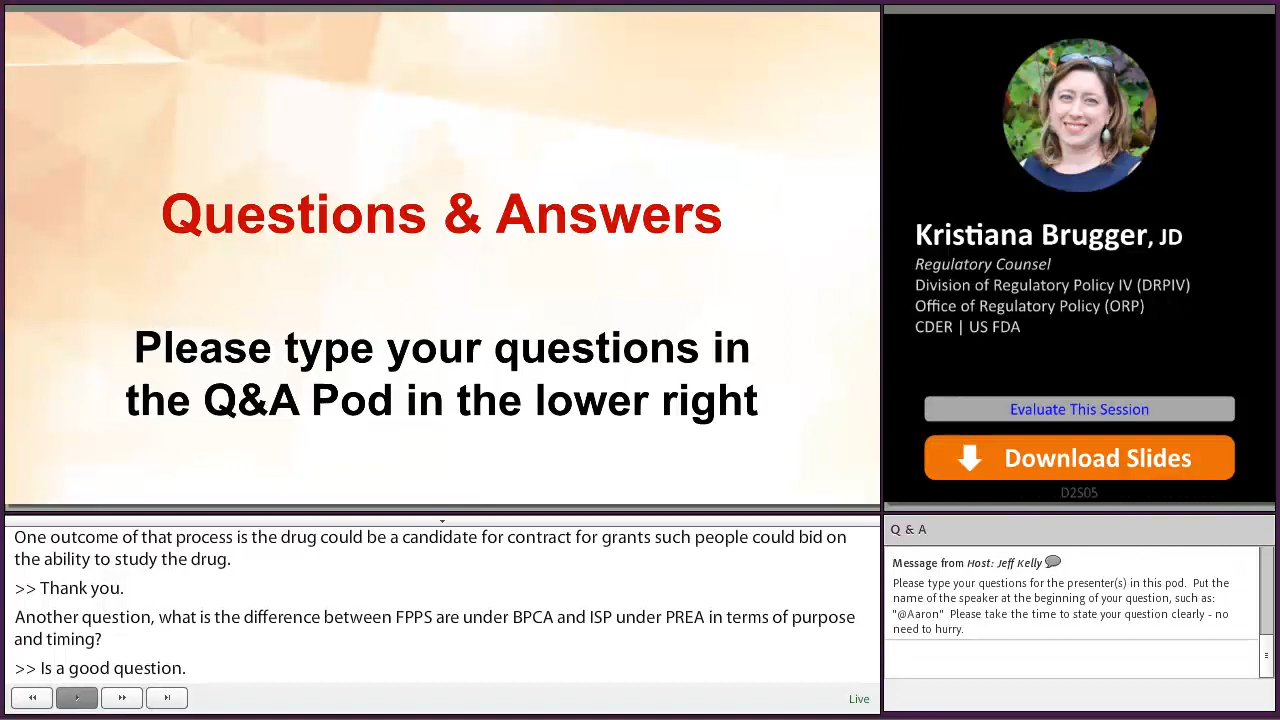 Questions & Answers
Please type your questions in
the Q&A Pod in the lower right
Kristiana Brugger, JD
Regulatory Counsel
Division of Regulatory Policy IV (DRPIV)
Office of Regulatory Policy (ORP)
CDER | US FDA
Evaluate This Session
Download Slides
D2S05
One outcome of that process is the drug could be a candidate for contract for grants such people could bid on
the ability to study the drug.
>> Thank you.
Another question, what is the difference between FPPS are under BPCA and ISP under PREA in terms of purpose
and timing?
>> Is a good question.
Live
Q & A
Message from Host: Jeff Kelly
Please type your questions for the presenter(s) in this pod. Put the
name of the speaker at the beginning of your question, such as:
"@Aaron" Please take the time to state your question clearly - no
need to hurry.